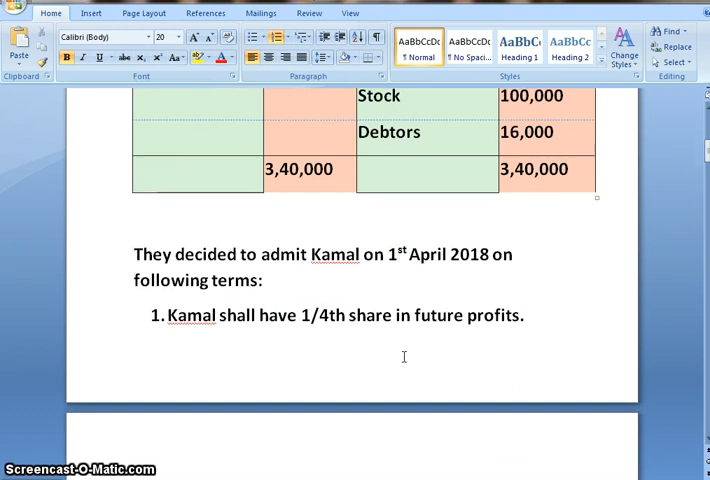 Home Insert Page Layout References Mailings Review View
Paste
Calibri (Body) 20
AaBbCcDc AaBbCcDc AaBbC AaBbCc
¶ Normal ¶ No Spaci... Heading 1 Heading 2
Change Styles
Find
Replace
Select
Clipboard Font Paragraph Styles Editing
Stock 100,000
Debtors 16,000
3,40,000 3,40,000
They decided to admit Kamal on 1st April 2018 on
following terms:
1. Kamal shall have 1/4th share in future profits.
Screencast-O-Matic.com